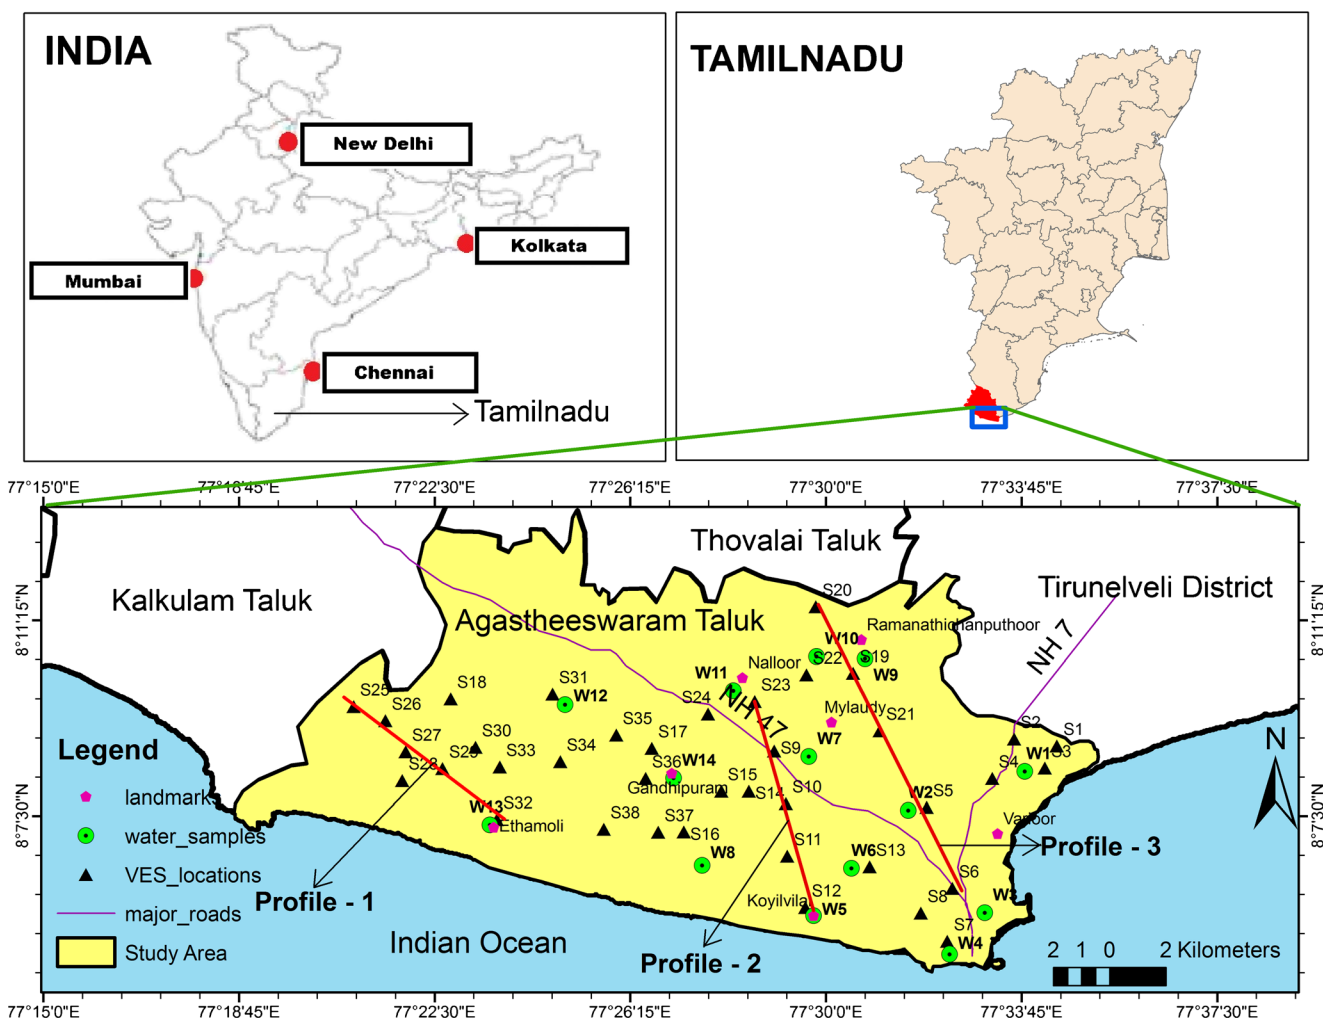 INDIA
New Delhi
Kolkata
Mumbai
Chennai
Tamilnadu
TAMILNADU
77°15'0"E 77°18'45"E 77°22'30"E 77°26'15"E 77°30'0"E 77°33'45"E 77°37'30"E
8°11'15"N
8°7'30"N
8°11'15"N
8°7'30"N
Thovalai Taluk
Kalkulam Taluk
Tirunelveli District
Agastheeswaram Taluk
NH 7
NH 47
S20
W10
Ramanathichanputhoor
S22
S19
W9
Nalloor
W11
S23
S24
S31
W12
S18
S25
S26
S27
S28
S29
S30
S33
S34
S35
S17
S36
W14
Gandhipuram
S15
S14
S9
S10
W7
Mylaudy
S21
S2
S1
W1
S3
S4
W2
S5
Vattoor
W13
S32
Ethamoli
S38
S37
S16
W8
S11
W6
S13
S6
S8
W3
S7
W4
S12
Koyilvila
W5
Profile - 1
Profile - 2
Profile - 3
Indian Ocean
N
2 1 0 2 Kilometers
Legend
landmarks
water_samples
VES_locations
major_roads
Study Area
77°15'0"E 77°18'45"E 77°22'30"E 77°26'15"E 77°30'0"E 77°33'45"E 77°37'30"E